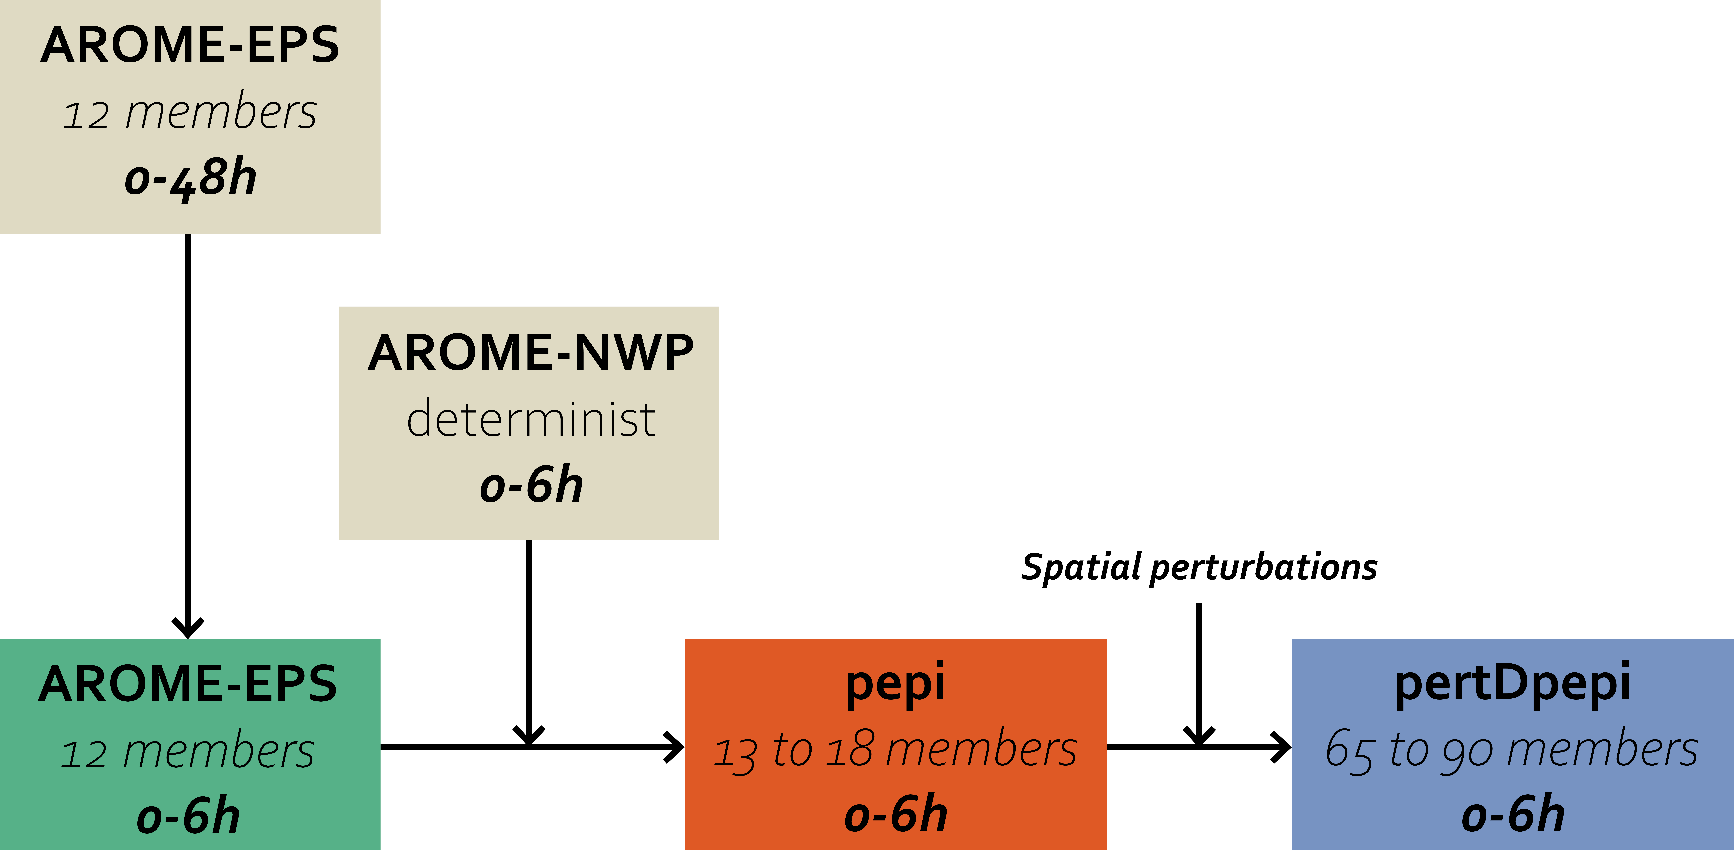 AROME-EPS
12 members
0-48h
AROME-NWP
determinist
0-6h
Spatial perturbations
AROME-EPS
12 members
0-6h
pepi
13 to 18 members
0-6h
pertDpepi
65 to 90 members
0-6h